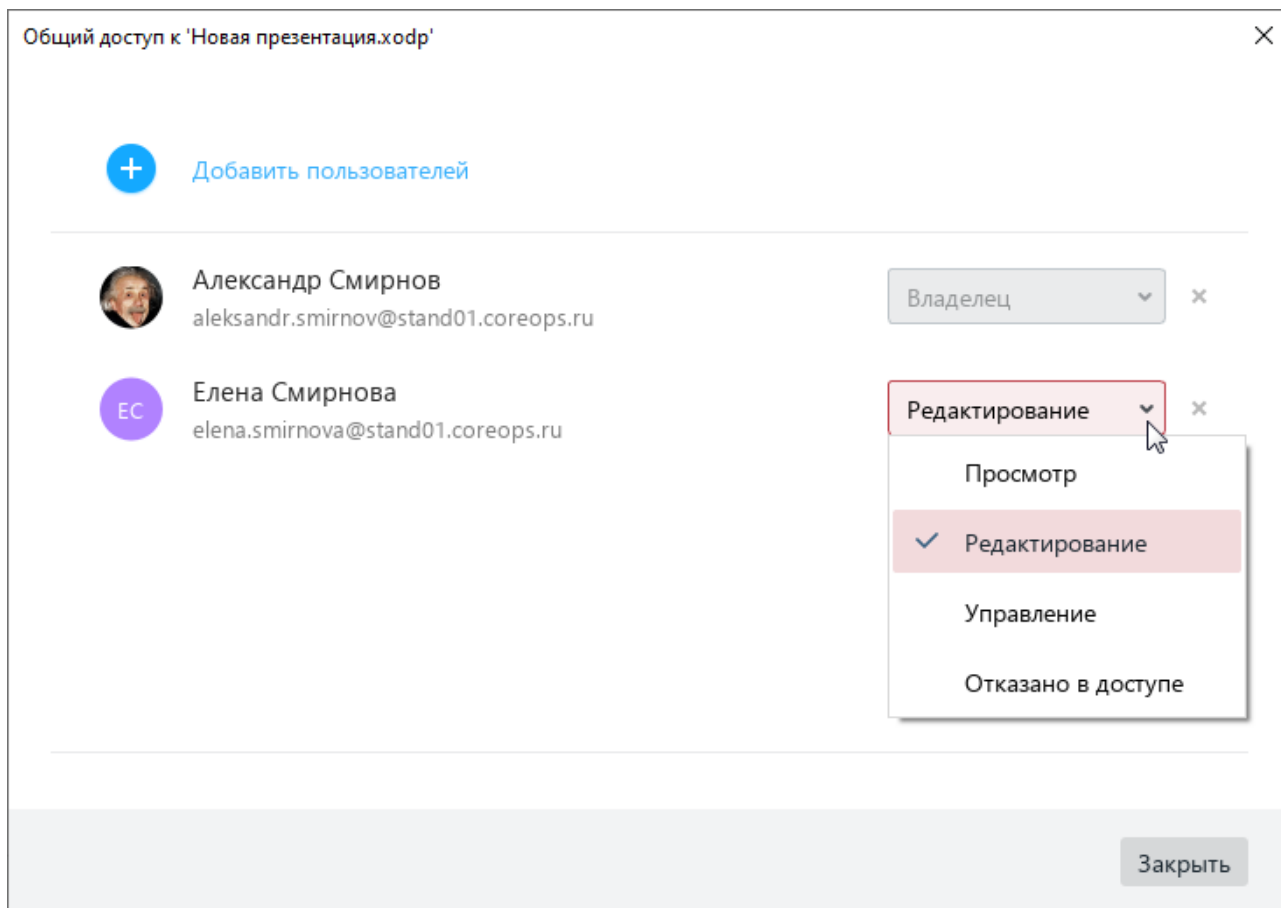 Общий доступ к 'Новая презентация.xodp'
Добавить пользователей
Александр Смирнов
aleksandr.smirnov@stand01.coreops.ru
Владелец
ЕС
Елена Смирнова
elena.smirnova@stand01.coreops.ru
Редактирование
Просмотр
Редактирование
Управление
Отказано в доступе
Закрыть